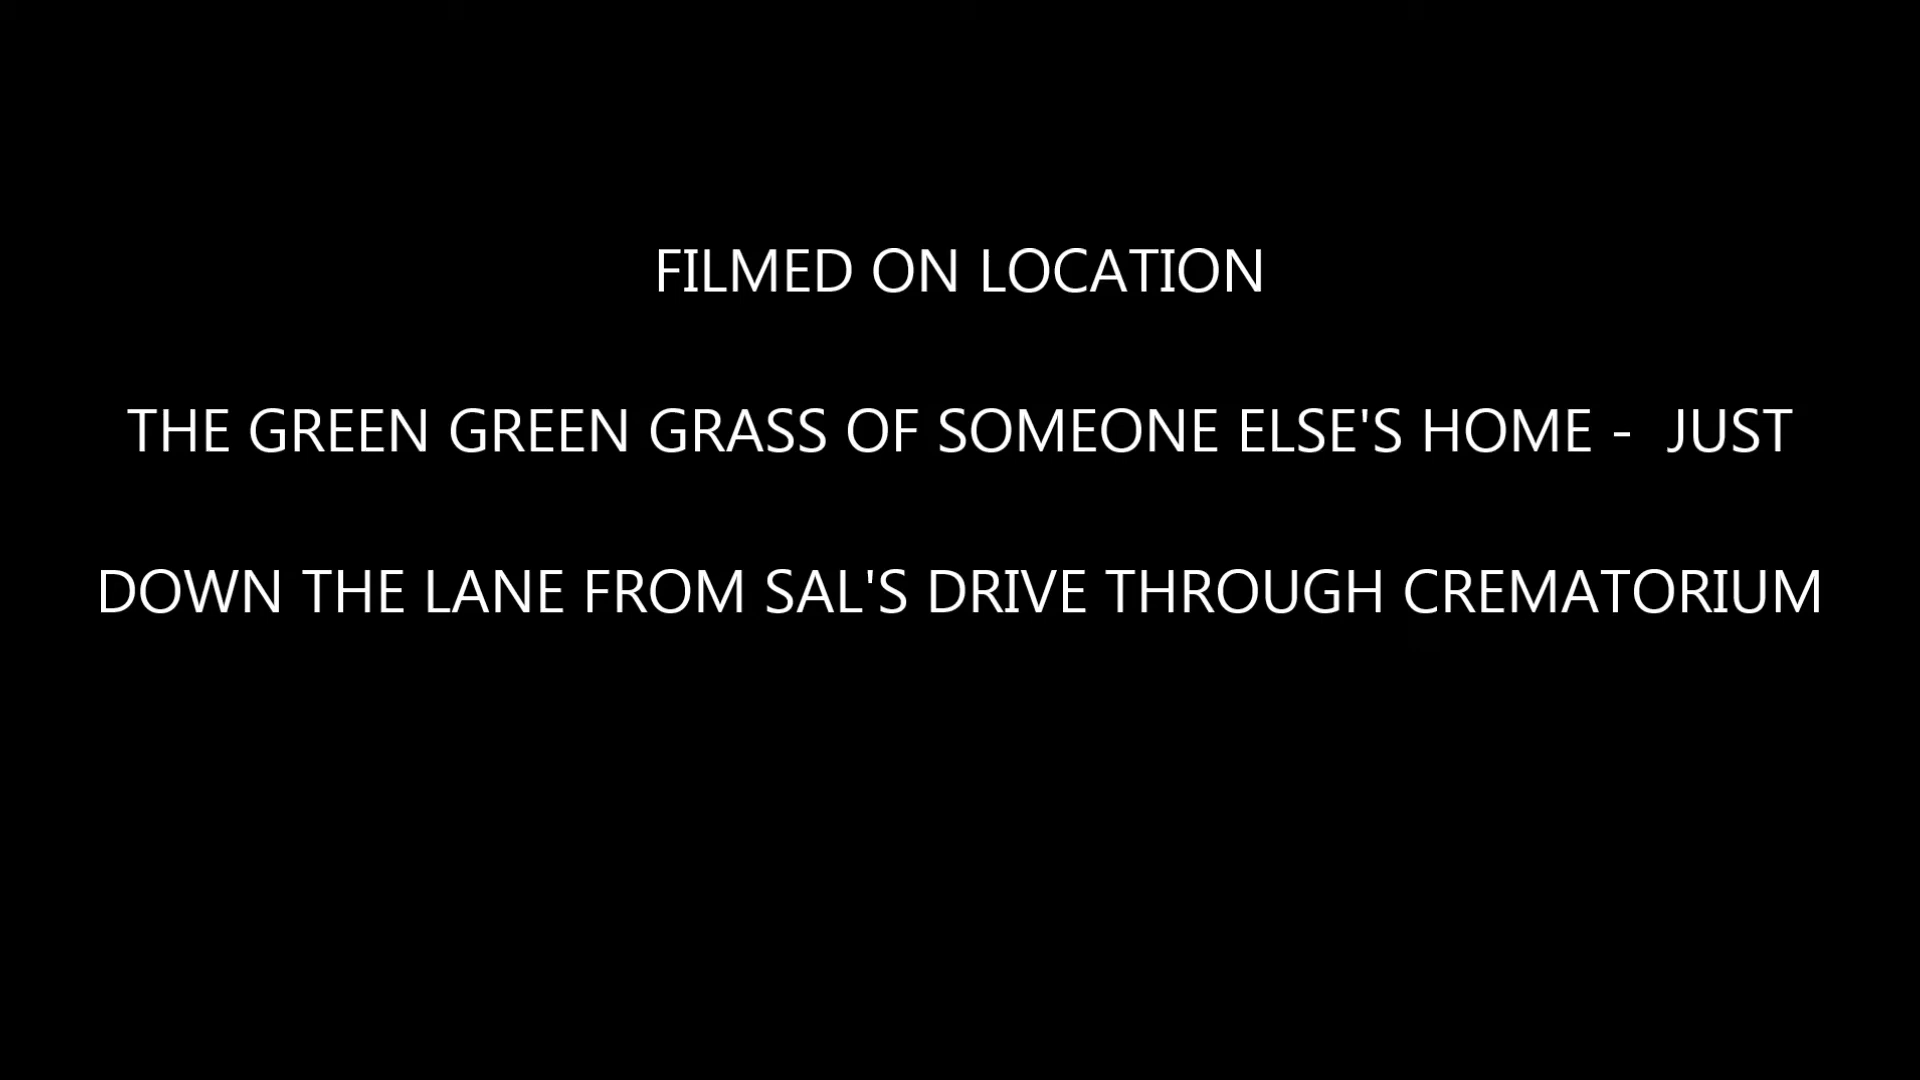 FILMED ON LOCATION
THE GREEN GREEN GRASS OF SOMEONE ELSE'S HOME -  JUST
DOWN THE LANE FROM SAL'S DRIVE THROUGH CREMATORIUM